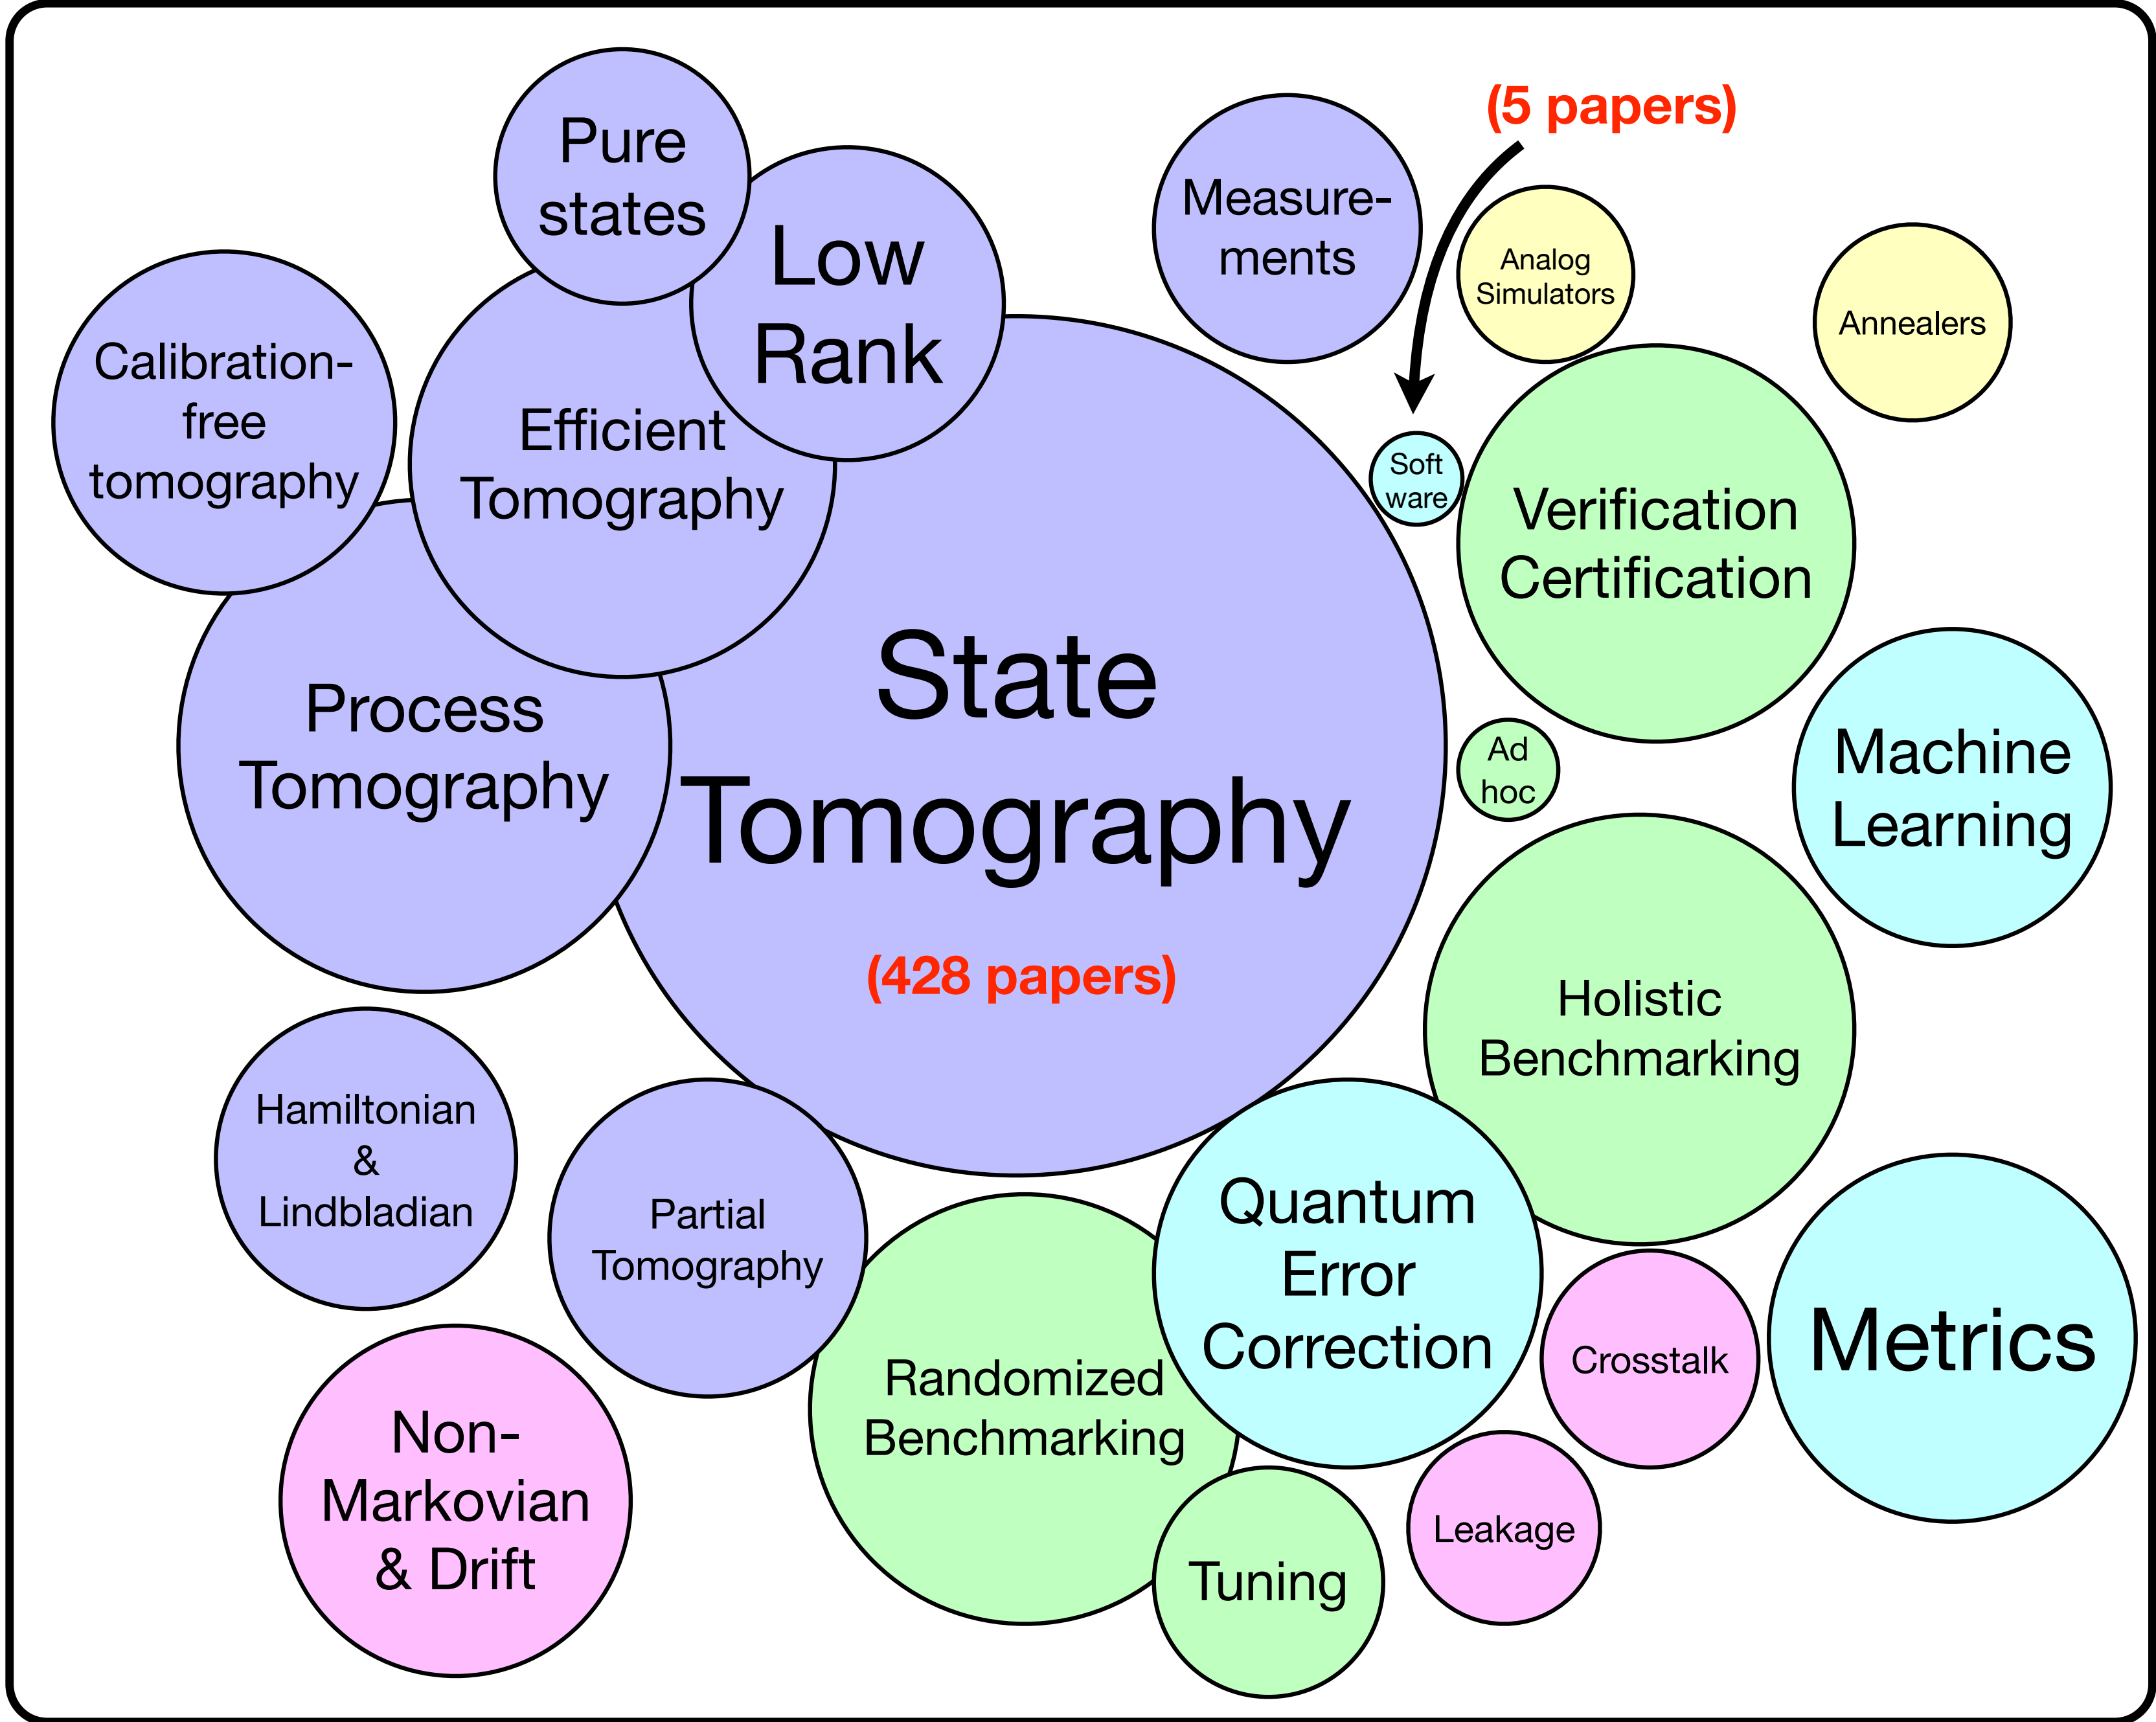 Pure
states
Low
Rank
Measure-
ments
(5 papers)
Analog
Simulators
Annealers
Calibration-
free
tomography
Efficient
Tomography
Soft
ware
Verification
Certification
Process
Tomography
State
Tomography
(428 papers)
Ad
hoc
Machine
Learning
Holistic
Benchmarking
Hamiltonian
&
Lindbladian
Partial
Tomography
Quantum
Error
Correction
Crosstalk
Metrics
Randomized
Benchmarking
Non-
Markovian
& Drift
Tuning
Leakage